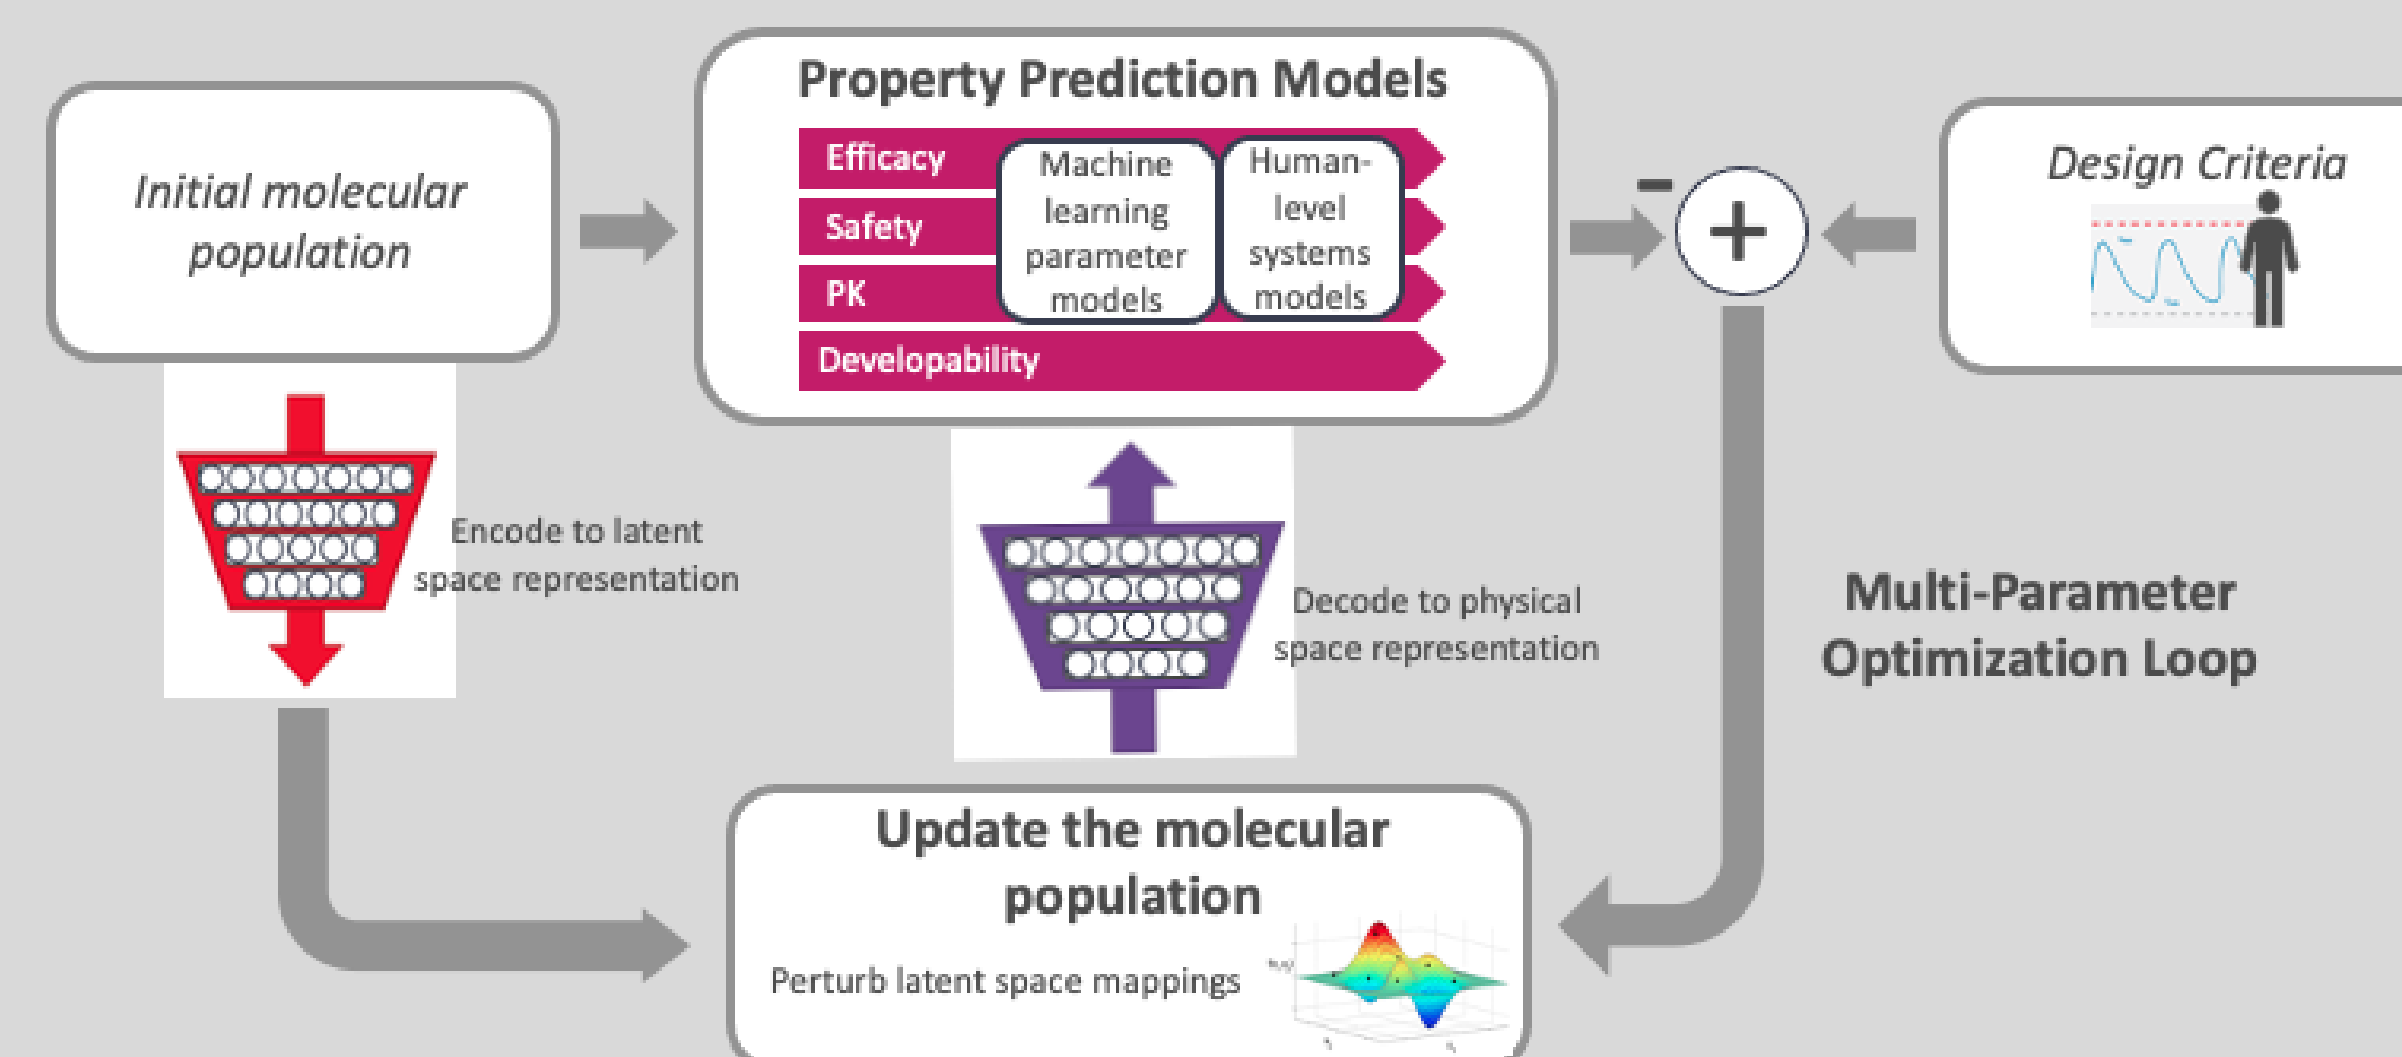 Initial molecular
population
Property Prediction Models
Efficacy
Safety
PK
Developability
Machine
learning
parameter
models
Human-
level
systems
models
−
+
Design Criteria
Encode to latent
space representation
Decode to physical
space representation
Multi-Parameter
Optimization Loop
Update the molecular
population
Perturb latent space mappings